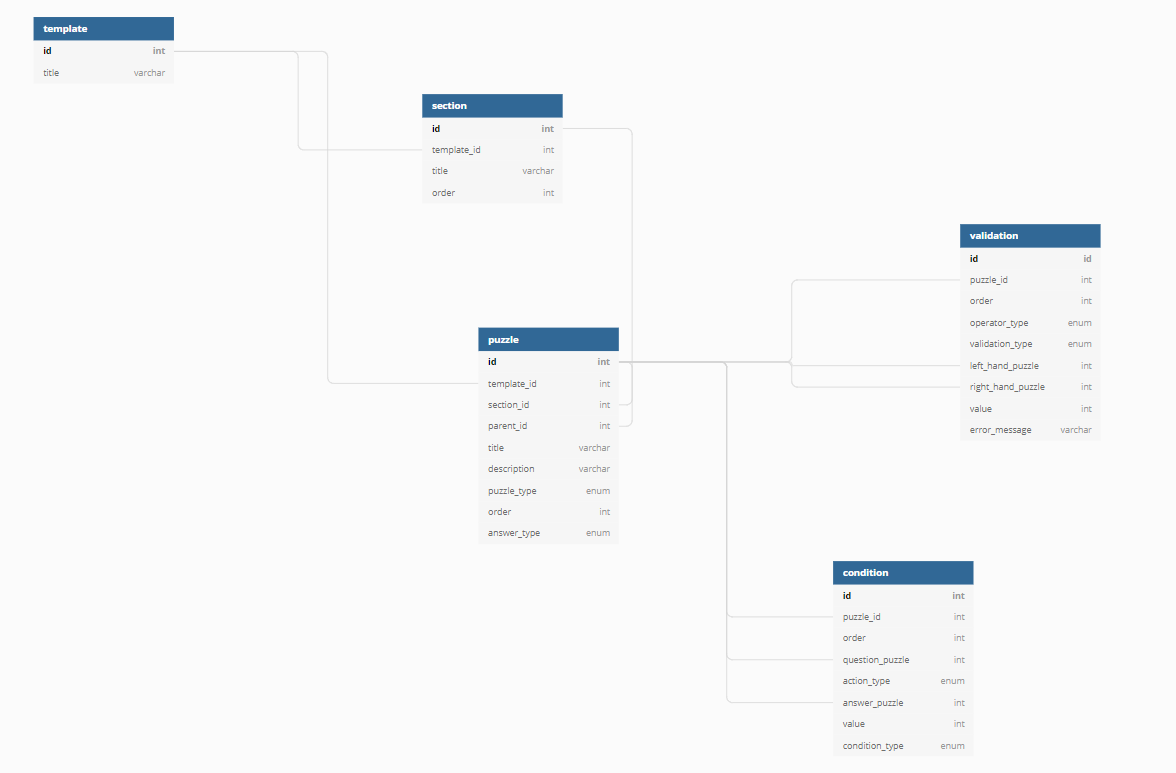 template
id int
title varchar
section
id int
template_id int
title varchar
order int
validation
id id
puzzle_id int
order int
operator_type enum
validation_type enum
left_hand_puzzle int
right_hand_puzzle int
value int
error_message varchar
puzzle
id int
template_id int
section_id int
parent_id int
title varchar
description varchar
puzzle_type enum
order int
answer_type enum
condition
id int
puzzle_id int
order int
question_puzzle int
action_type enum
answer_puzzle int
value int
condition_type enum